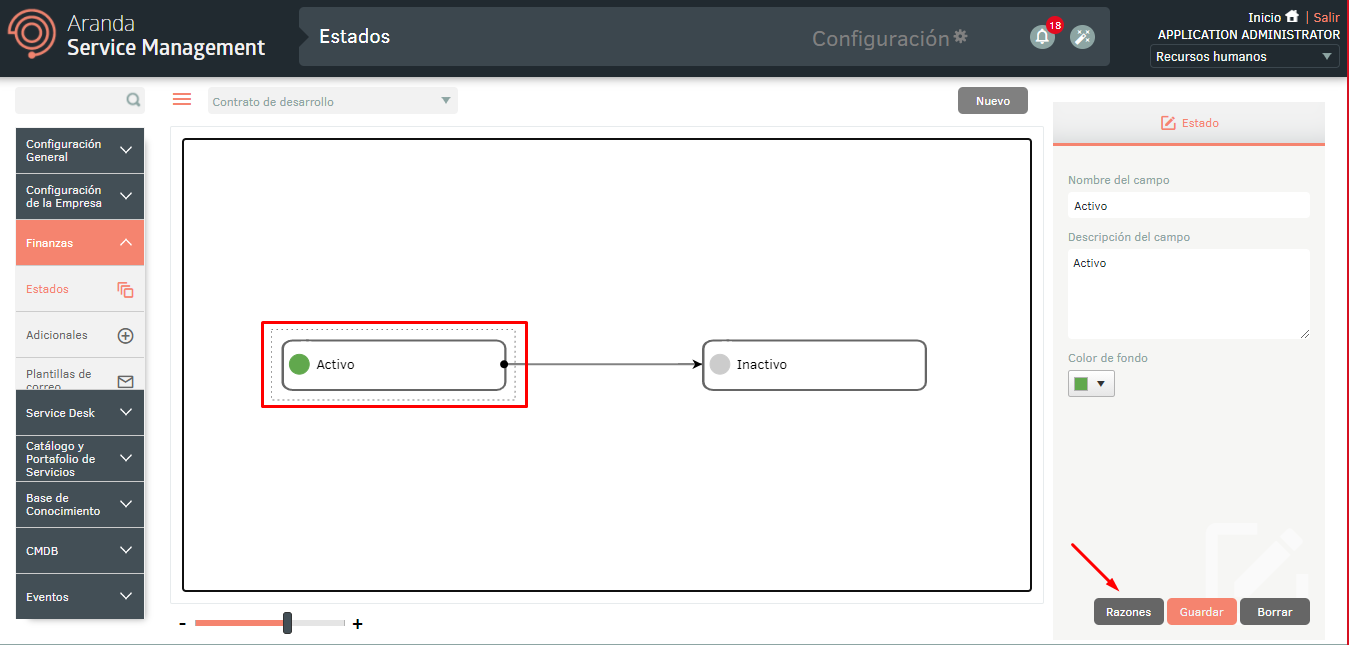 Aranda
Service Management
Estados
Configuración
18
Inicio | Salir
APPLICATION ADMINISTRATOR
Recursos humanos
Contrato de desarrollo
Nuevo
Configuración
General
Configuración
de la Empresa
Finanzas
Estados
Adicionales
Plantillas de
correo
Service Desk
Catálogo y
Portafolio de
Servicios
Base de
Conocimiento
CMDB
Eventos
Activo
Inactivo
- +
Estado
Nombre del campo
Activo
Descripción del campo
Activo
Color de fondo
Razones
Guardar
Borrar